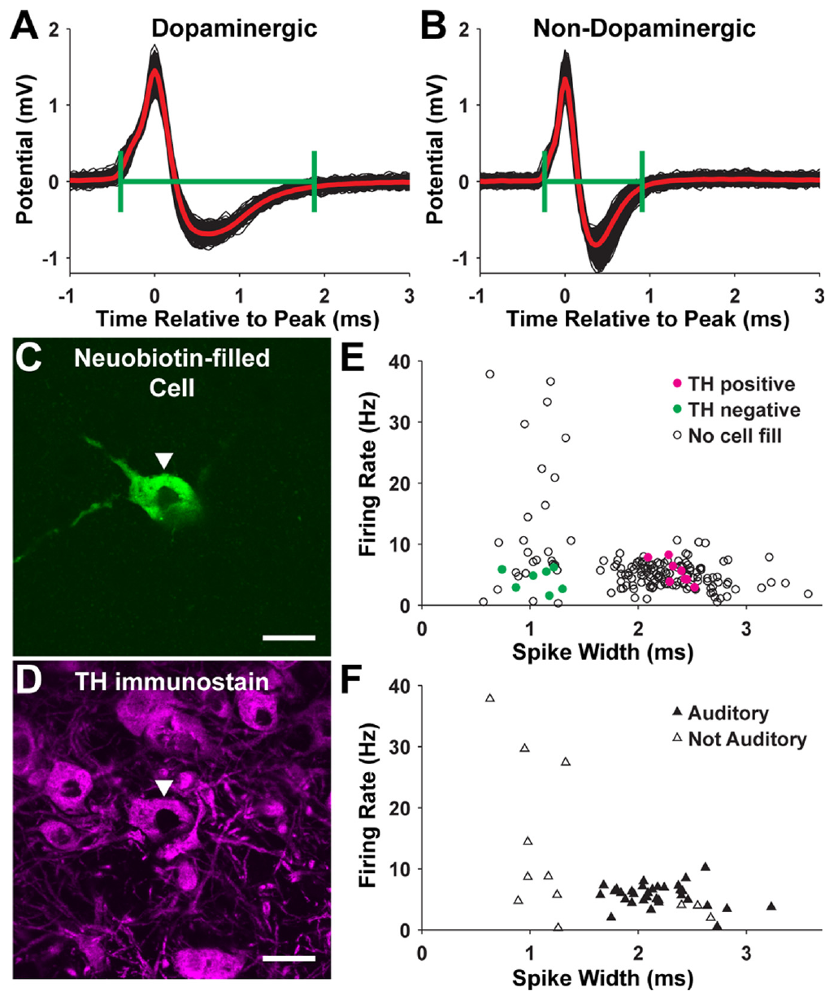 A
Dopaminergic
2
1
0
-1
Potential (mV)
-1 0 1 2 3
Time Relative to Peak (ms)
B
Non-Dopaminergic
2
1
0
-1
Potential (mV)
-1 0 1 2 3
Time Relative to Peak (ms)
C
Neuobiotin-filled
Cell
D
TH immunostain
E
40
30
20
10
0
Firing Rate (Hz)
TH positive
TH negative
No cell fill
0 1 2 3
Spike Width (ms)
F
40
30
20
10
0
Firing Rate (Hz)
Auditory
Not Auditory
0 1 2 3
Spike Width (ms)